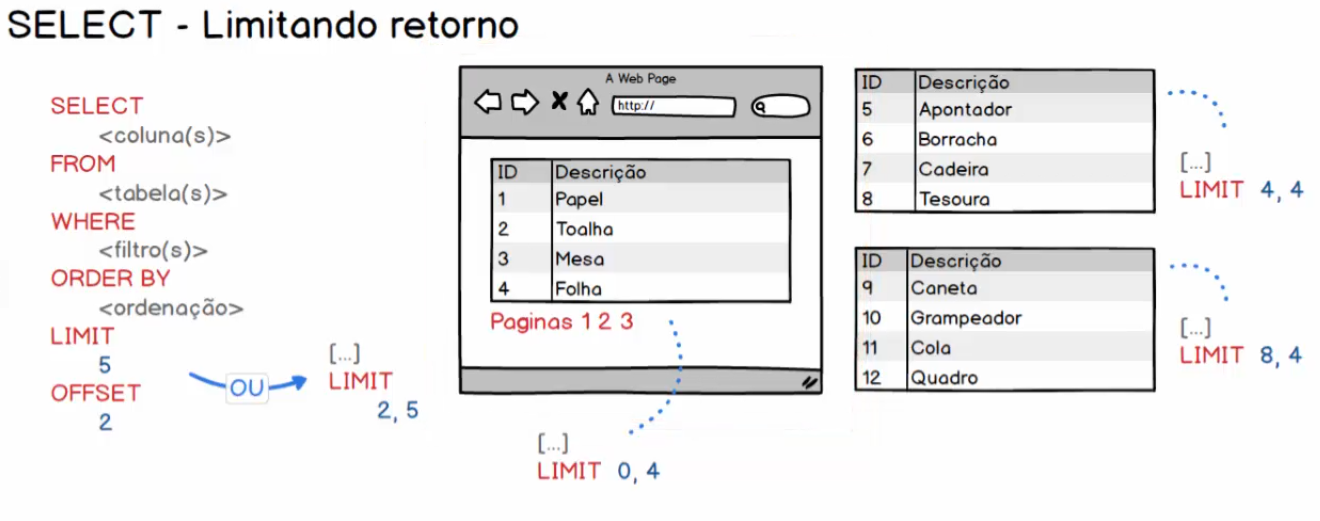 SELECT - Limitando retorno
SELECT
<coluna(s)>
FROM
<tabela(s)>
WHERE
<filtro(s)>
ORDER BY
<ordenação>
LIMIT
5
OFFSET
2
OU
[...]
LIMIT
2, 5
A Web Page
http://
ID Descrição
1 Papel
2 Toalha
3 Mesa
4 Folha
Paginas 1 2 3
[...]
LIMIT 0, 4
ID Descrição
5 Apontador
6 Borracha
7 Cadeira
8 Tesoura
[...]
LIMIT 4, 4
ID Descrição
9 Caneta
10 Grampeador
11 Cola
12 Quadro
[...]
LIMIT 8, 4